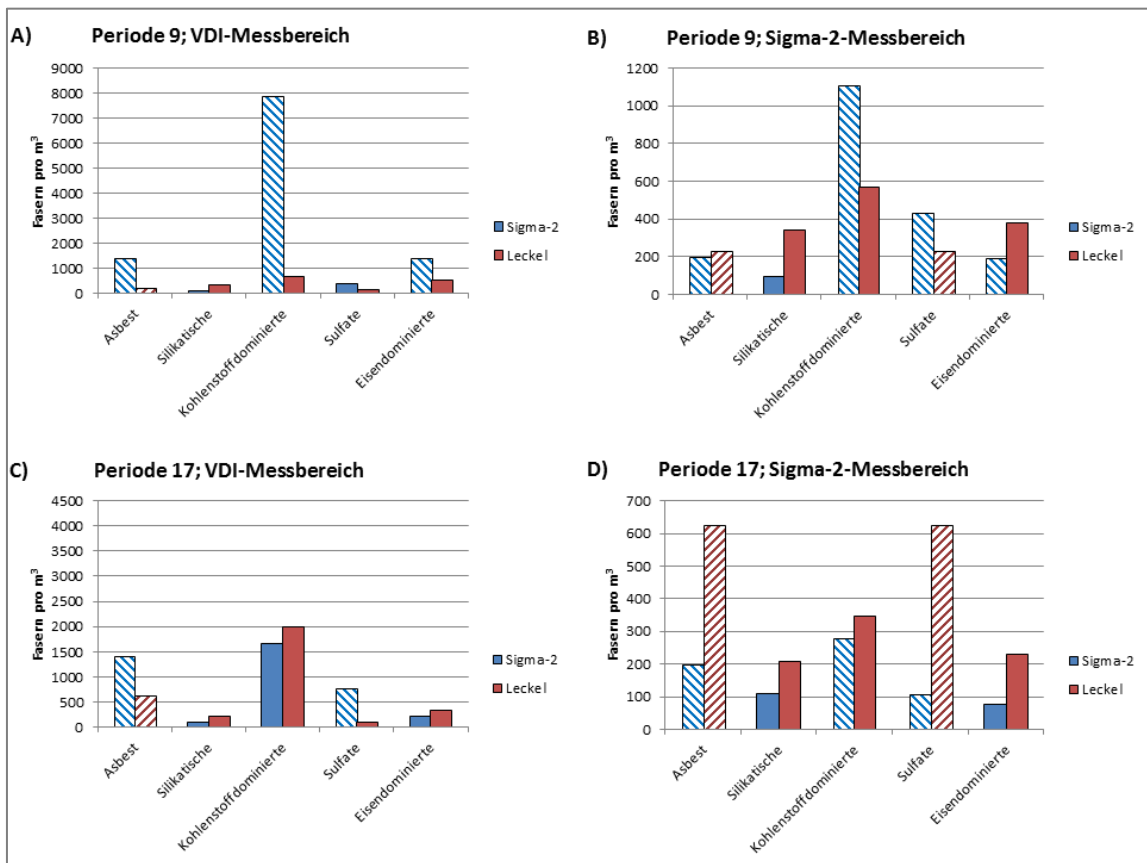 A) Periode 9; VDI-Messbereich
Fasern pro m³
9000
8000
7000
6000
5000
4000
3000
2000
1000
0
Asbest
Silikatische
Kohlenstoffdominierte
Sulfate
Eisendominierte
Sigma-2
Leckel
B) Periode 9; Sigma-2-Messbereich
Fasern pro m³
1200
1000
800
600
400
200
0
Asbest
Silikatische
Kohlenstoffdominierte
Sulfate
Eisendominierte
Sigma-2
Leckel
C) Periode 17; VDI-Messbereich
Fasern pro m³
4500
4000
3500
3000
2500
2000
1500
1000
500
0
Asbest
Silikatische
Kohlenstoffdominierte
Sulfate
Eisendominierte
Sigma-2
Leckel
D) Periode 17; Sigma-2-Messbereich
Fasern pro m³
700
600
500
400
300
200
100
0
Asbest
Silikatische
Kohlenstoffdominierte
Sulfate
Eisendominierte
Sigma-2
Leckel